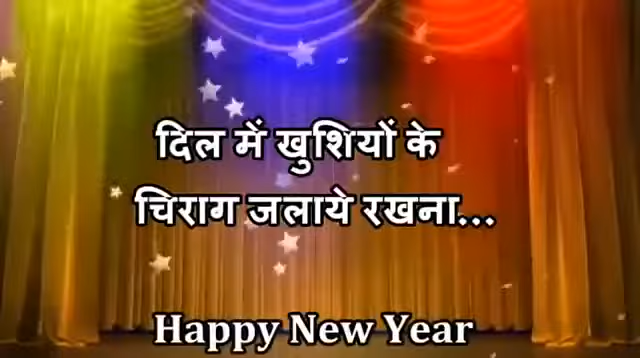 दिल में खुशियों के
चिराग जलाये रखना...
Happy New Year